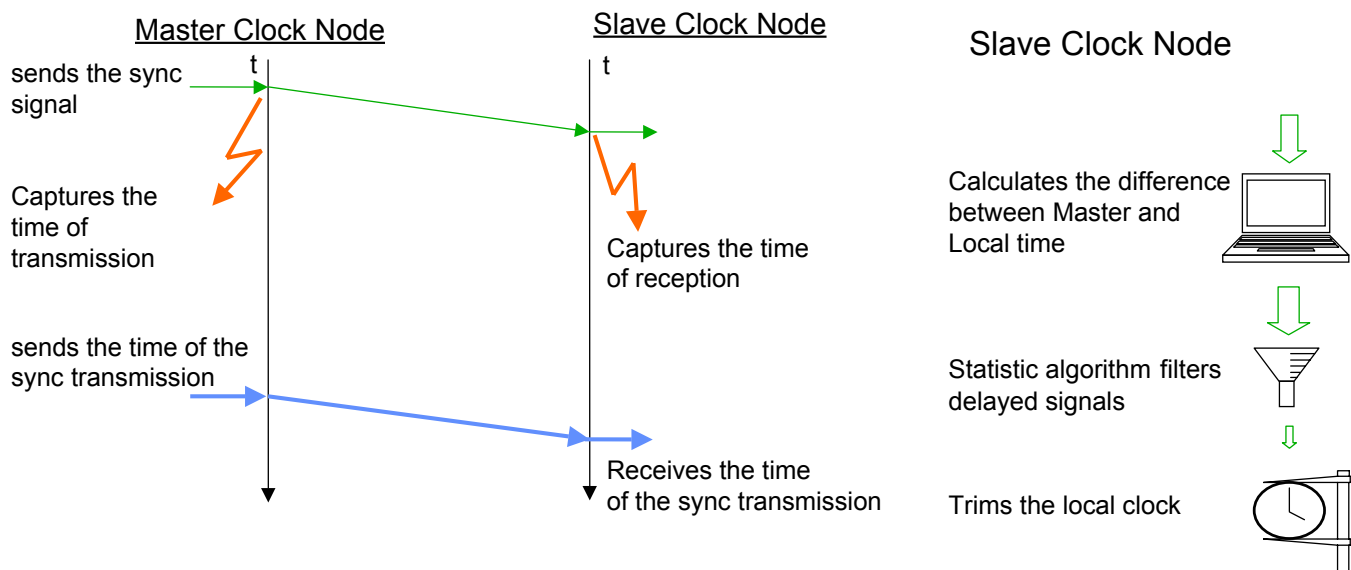 Master Clock Node
t
sends the sync
signal
Captures the
time of
transmission
sends the time of the
sync transmission
Slave Clock Node
t
Captures the time
of reception
Receives the time
of the sync transmission
Slave Clock Node
Calculates the difference
between Master and
Local time
Statistic algorithm filters
delayed signals
Trims the local clock